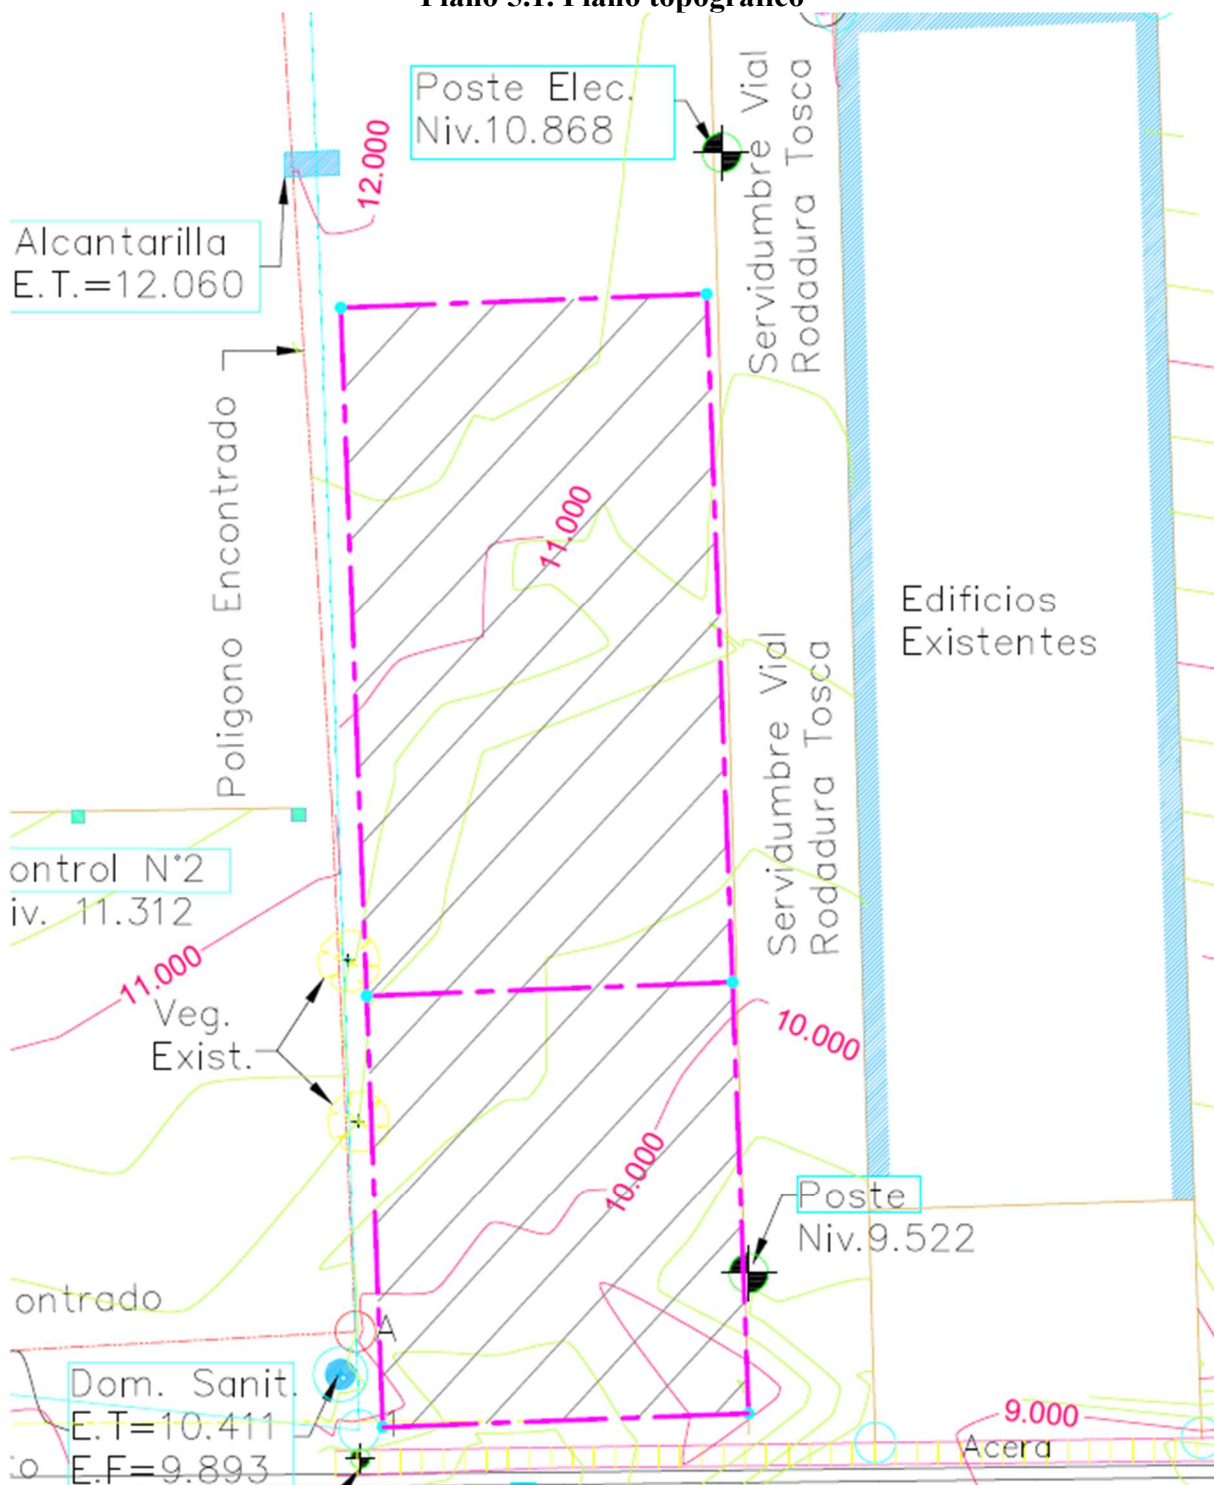 Plano 5.1. Plano topográfico
Poste Elec.
Niv.10.868
Servidumbre Vial
Rodadura Tosca
12.000
Alcantarilla
E.T.=12.060
Poligono Encontrado
11.000
Edificios
Existentes
Servidumbre Vial
Rodadura Tosca
ontrol N°2
iv. 11.312
11.000
Veg.
Exist.
10.000
10.000
Poste
Niv.9.522
ontrado
A
Dom. Sanit.
E.T=10.411
E.F=9.893
1
9.000
Acera